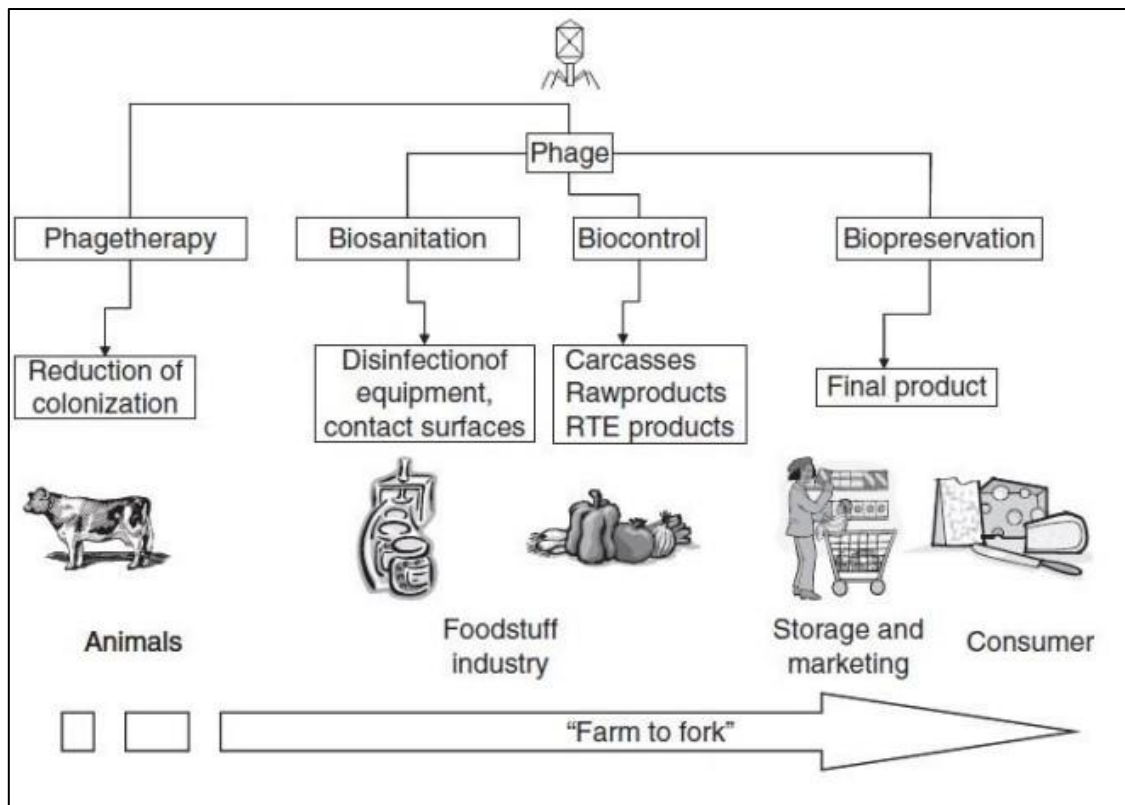 Phage
Phagetherapy
Biosanitation
Biocontrol
Biopreservation
Reduction of
colonization
Disinfectionof
equipment,
contact surfaces
Carcasses
Rawproducts
RTE products
Final product
Animals
Foodstuff
industry
Storage and
marketing
Consumer
"Farm to fork"